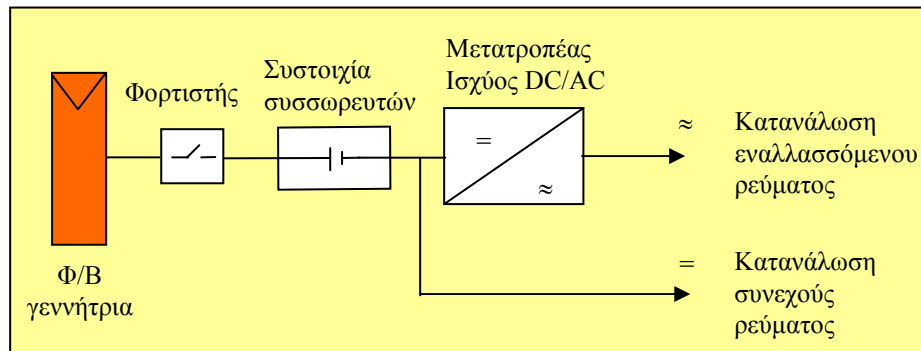 Φ/Β
γεννήτρια
Φορτιστής
Συστοιχία
συσσωρευτών
Μετατροπέας
Ισχύος DC/AC
=
≈
≈ Κατανάλωση
εναλλασσόμενου
ρεύματος
= Κατανάλωση
συνεχούς
ρεύματος